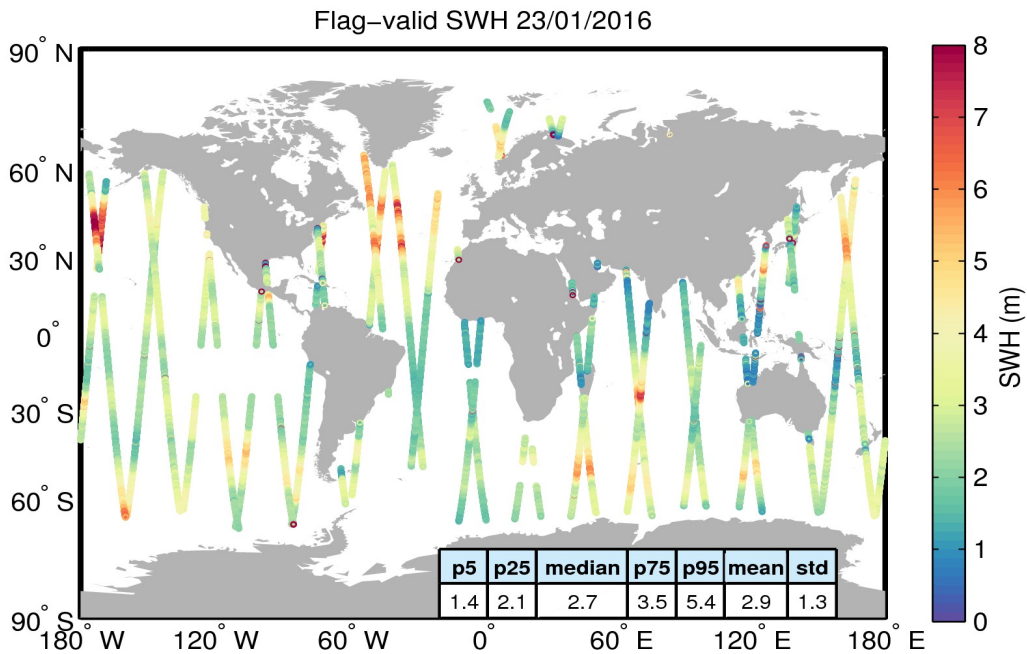 Flag−valid SWH 23/01/2016
90° N
60° N
30° N
0°
30° S
60° S
90° S
180° W
120° W
60° W
0°
60° E
120° E
180° E
p5 p25 median p75 p95 mean std
1.4 2.1 2.7 3.5 5.4 2.9 1.3
8
7
6
5
4
3
2
1
0
SWH (m)